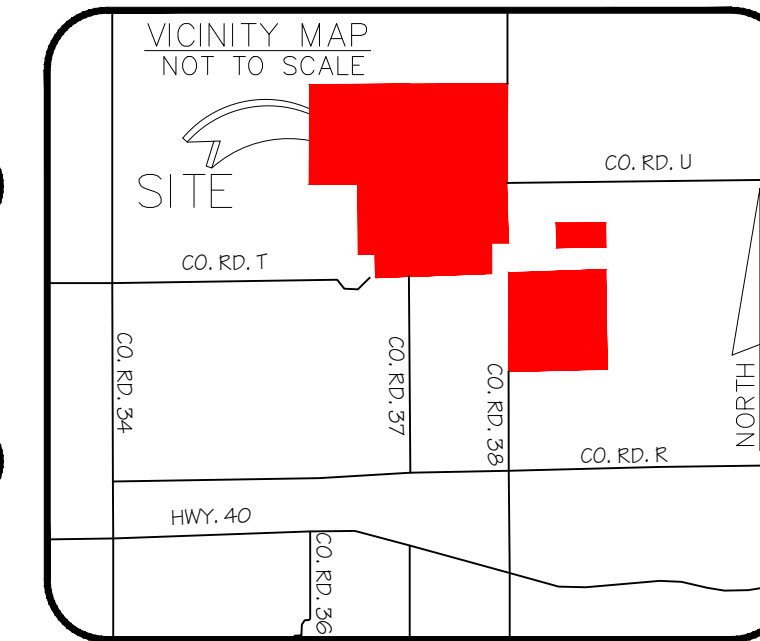 VICINITY MAP
NOT TO SCALE
SITE
CO. RD. U
CO. RD. T
CO. RD. 34
CO. RD. 37
CO. RD. 38
NORTH
CO. RD. R
HWY. 40
CO. RD. 36